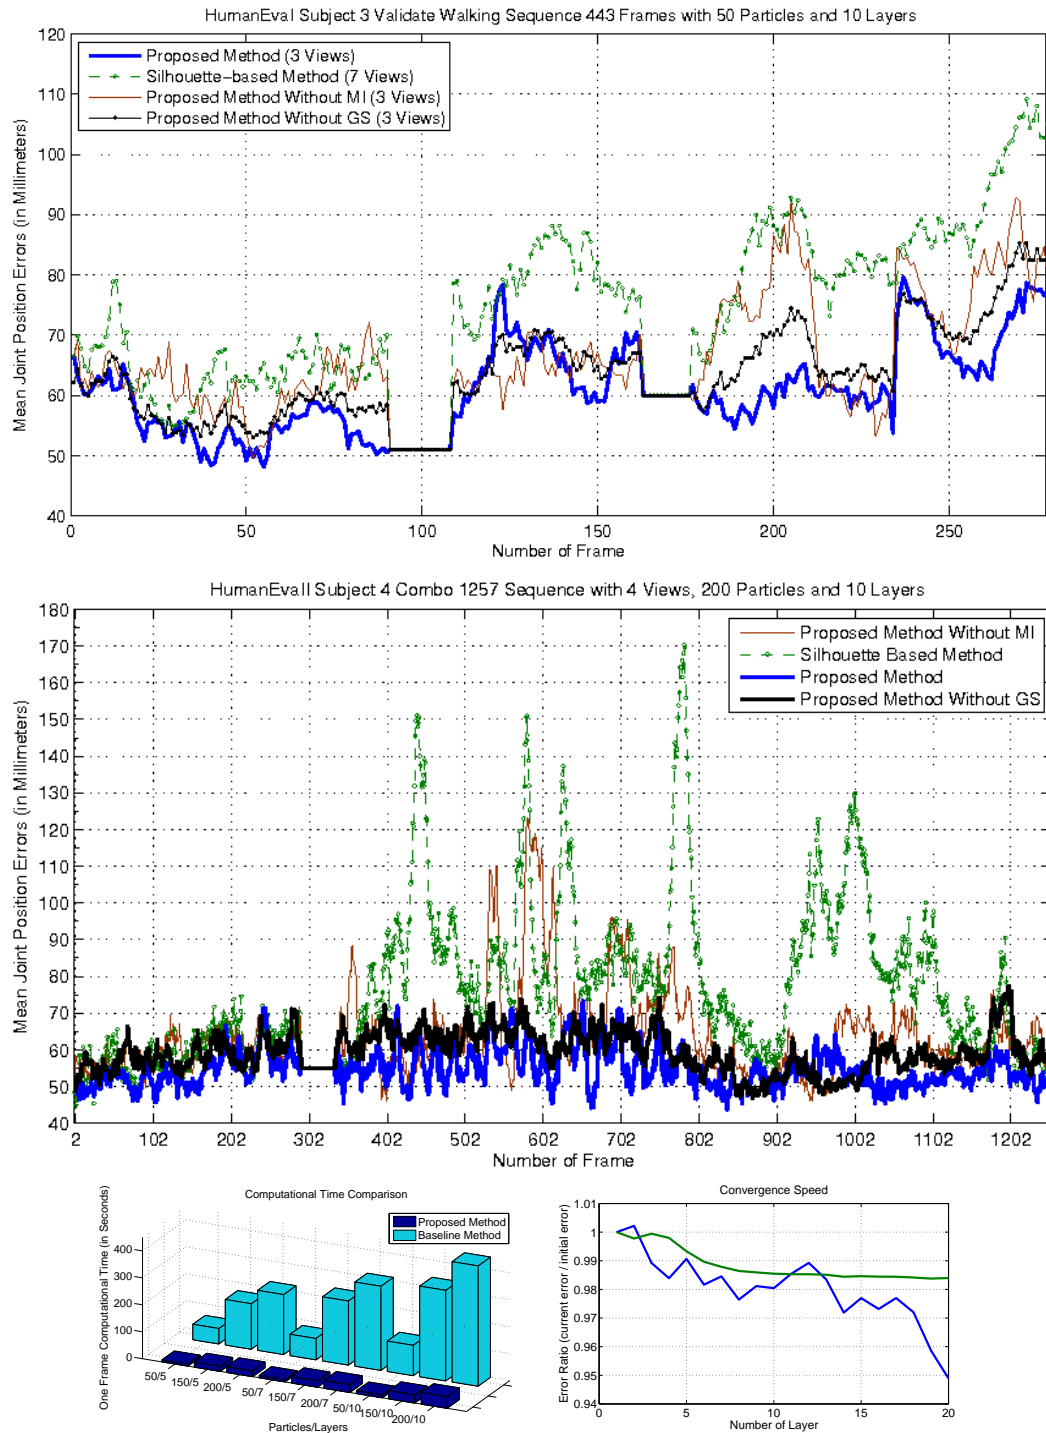 HumanEvaI Subject 3 Validate Walking Sequence 443 Frames with 50 Particles and 10 Layers
120
110
100
90
80
70
60
50
40
Mean Joint Position Errors (in Millimeters)
Proposed Method (3 Views)
Silhouette-based Method (7 Views)
Proposed Method Without MI (3 Views)
Proposed Method Without GS (3 Views)
0 50 100 150 200 250
Number of Frame
HumanEvaII Subject 4 Combo 1257 Sequence with 4 Views, 200 Particles and 10 Layers
180
170
160
150
140
130
120
110
100
90
80
70
60
50
40
Mean Joint Position Errors (in Millimeters)
Proposed Method Without MI
Silhouette Based Method
Proposed Method
Proposed Method Without GS
2 102 202 302 402 502 602 702 802 902 1002 1102 1202
Number of Frame
Computational Time Comparison
Proposed Method
Baseline Method
One Frame Computational Time (in Seconds)
400
300
200
100
0
50/5 150/5 200/5 50/7 150/7 200/7 50/10 150/10 200/10
Particles/Layers
Convergence Speed
1.01
1
0.99
0.98
0.97
0.96
0.95
0.94
Error Ratio (current error / initial error)
0 5 10 15 20
Number of Layer